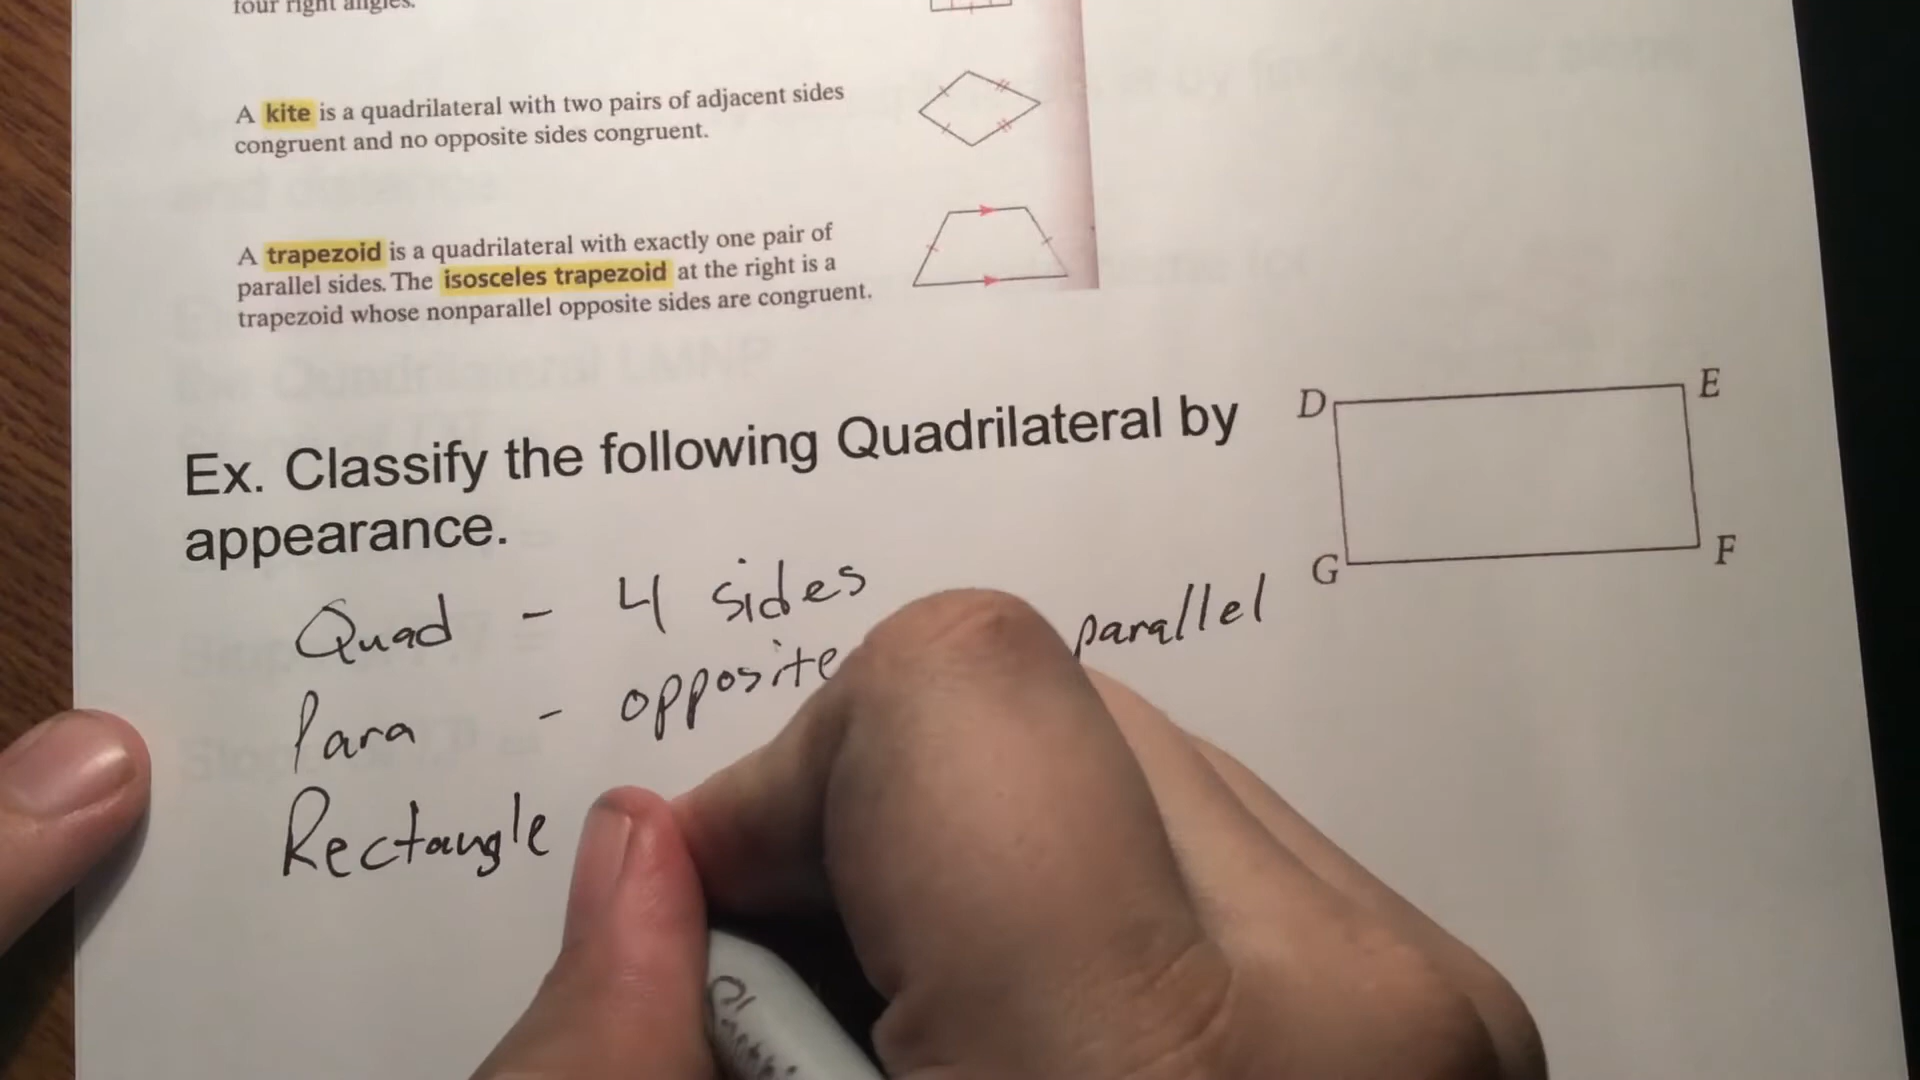 four right angles.
A kite is a quadrilateral with two pairs of adjacent sides
congruent and no opposite sides congruent.
A trapezoid is a quadrilateral with exactly one pair of
parallel sides. The isosceles trapezoid at the right is a
trapezoid whose nonparallel opposite sides are congruent.
Ex. Classify the following Quadrilateral by
appearance.
D
E
G
F
Quad - 4 sides
Para - opposite parallel
Rectangle